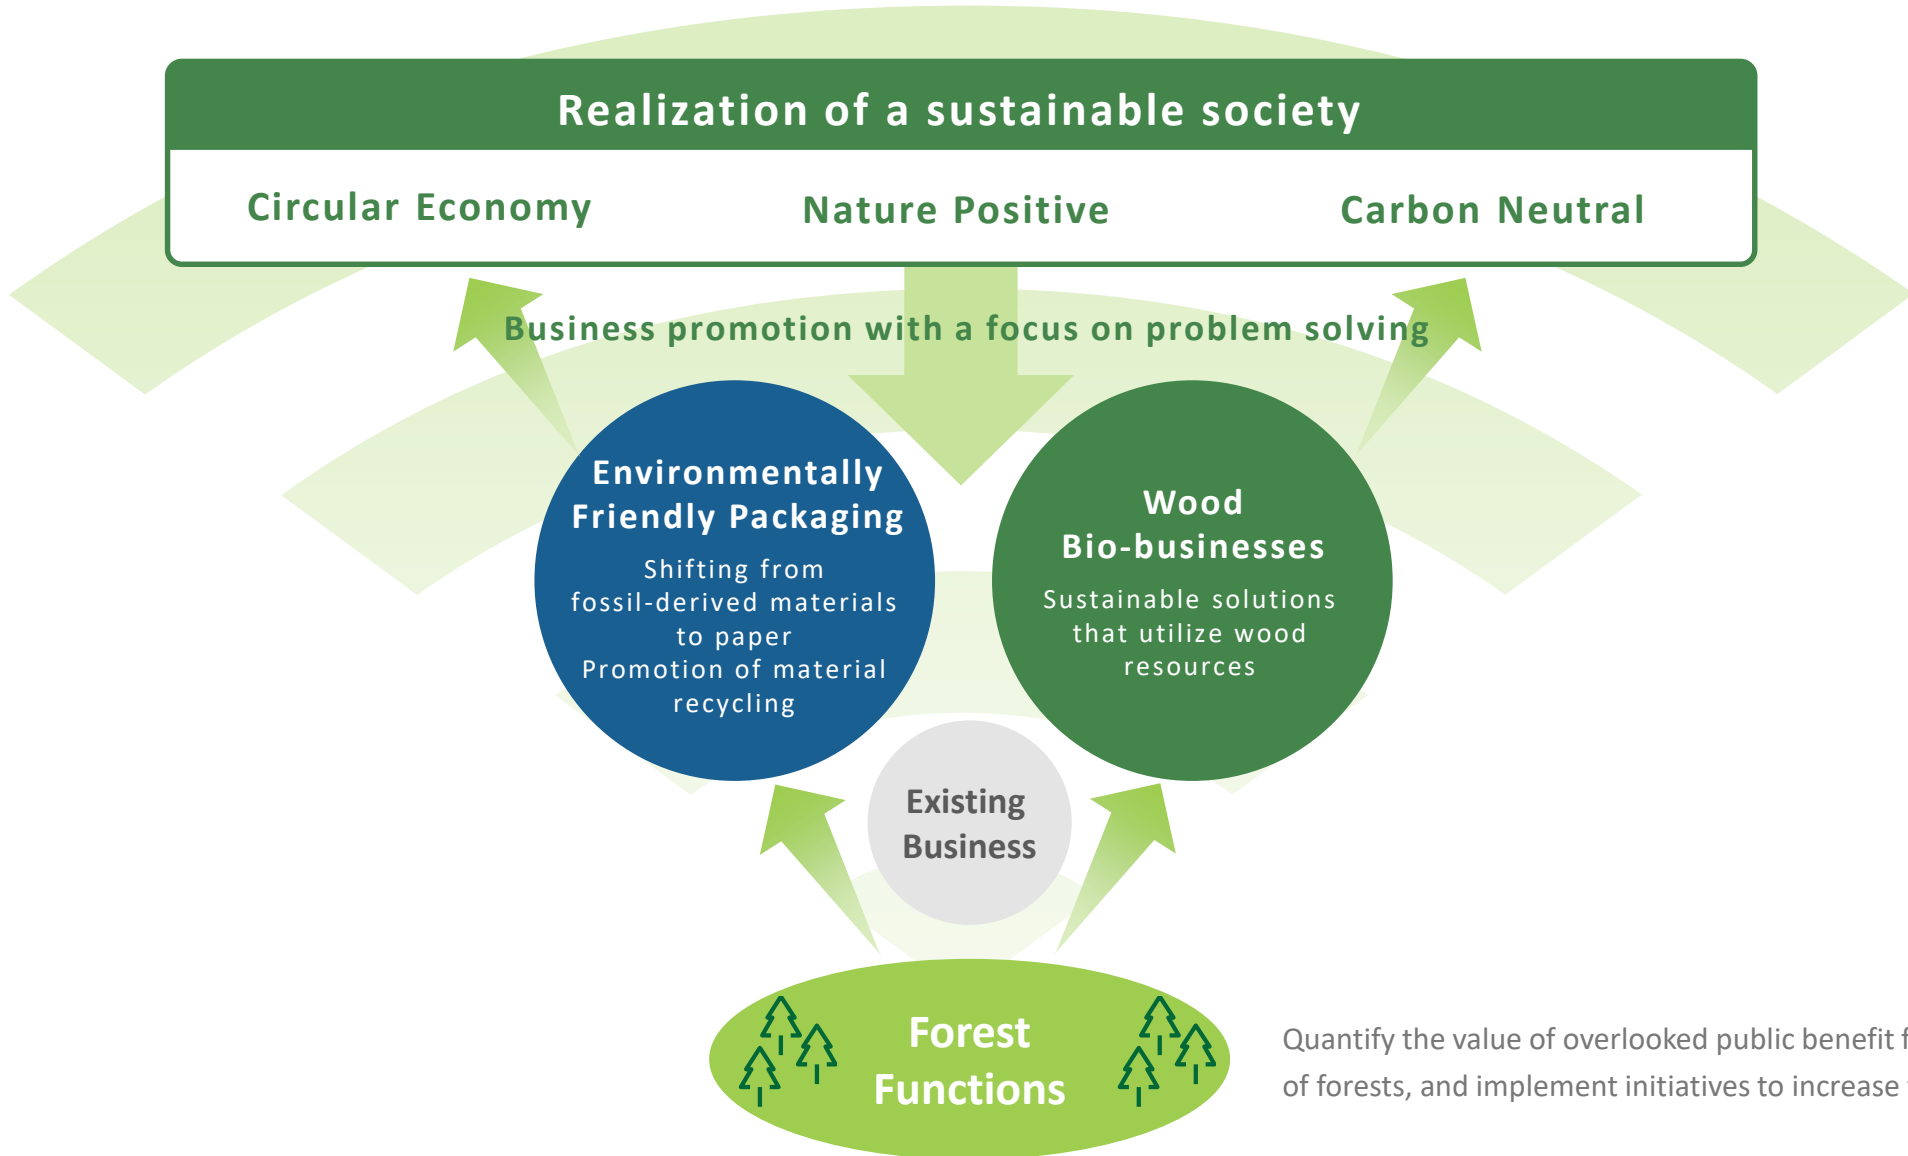 Realization of a sustainable society
Circular Economy
Nature Positive
Carbon Neutral
Business promotion with a focus on problem solving
Environmentally
Friendly Packaging
Shifting from
fossil-derived materials
to paper
Promotion of material
recycling
Wood
Bio-businesses
Sustainable solutions
that utilize wood
resources
Existing
Business
Forest
Functions
Quantify the value of overlooked public benefit
of forests, and implement initiatives to increase